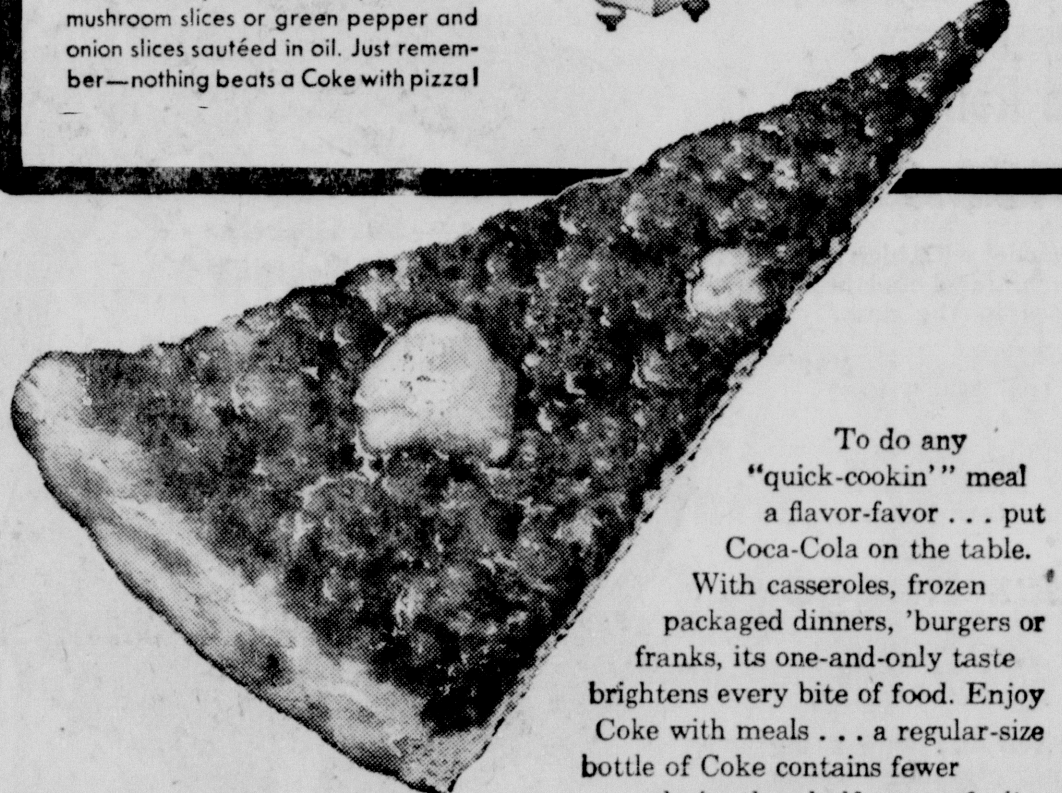 mushroom slices or green pepper and
onion slices sautéed in oil. Just remem-
ber—nothing beats a Coke with pizza!
To do any
“quick-cookin’” meal
a flavor-favor . . . put
Coca-Cola on the table.
With casseroles, frozen
packaged dinners, ’burgers or
franks, its one-and-only taste
brightens every bite of food. Enjoy
Coke with meals . . . a regular-size
bottle of Coke contains fewer